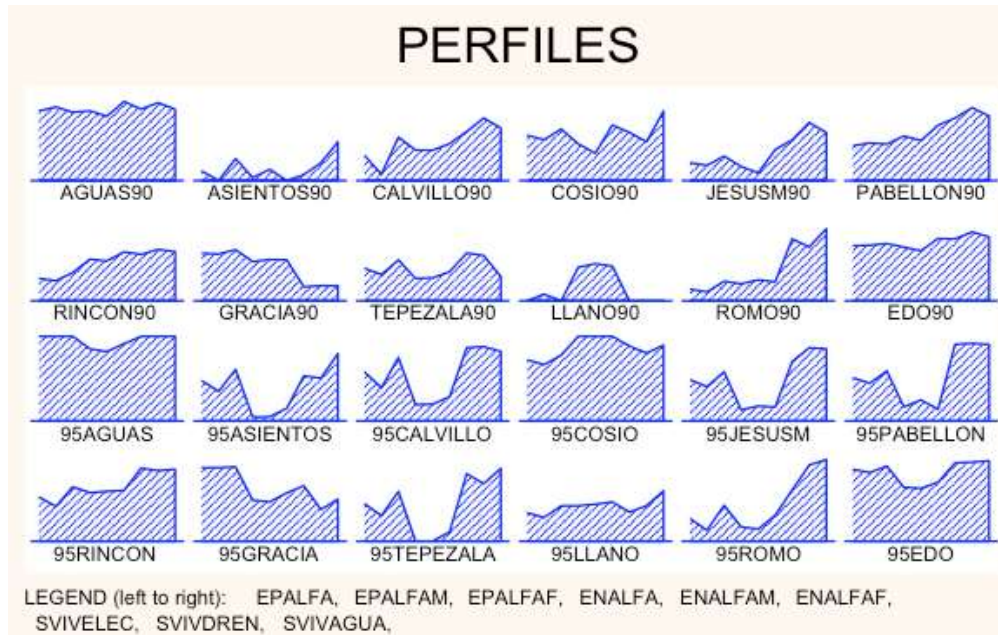 PERFILES
AGUAS90 ASIENTOS90 CALVILLO90 COSIO90 JESUSM90 PABELLON90
RINCON90 GRACIA90 TEPEZALA90 LLANO90 ROMO90 EDO90
95AGUAS 95ASIENTOS 95CALVILLO 95COSIO 95JESUSM 95PABELLON
95RINCON 95GRACIA 95TEPEZALA 95LLANO 95ROMO 95EDO
LEGEND (left to right): EPALFA, EPALFAM, EPALFAF, ENALFA, ENALFAM, ENALFAF,
SVIVELEC, SVIVDREN, SVIVAGUA,